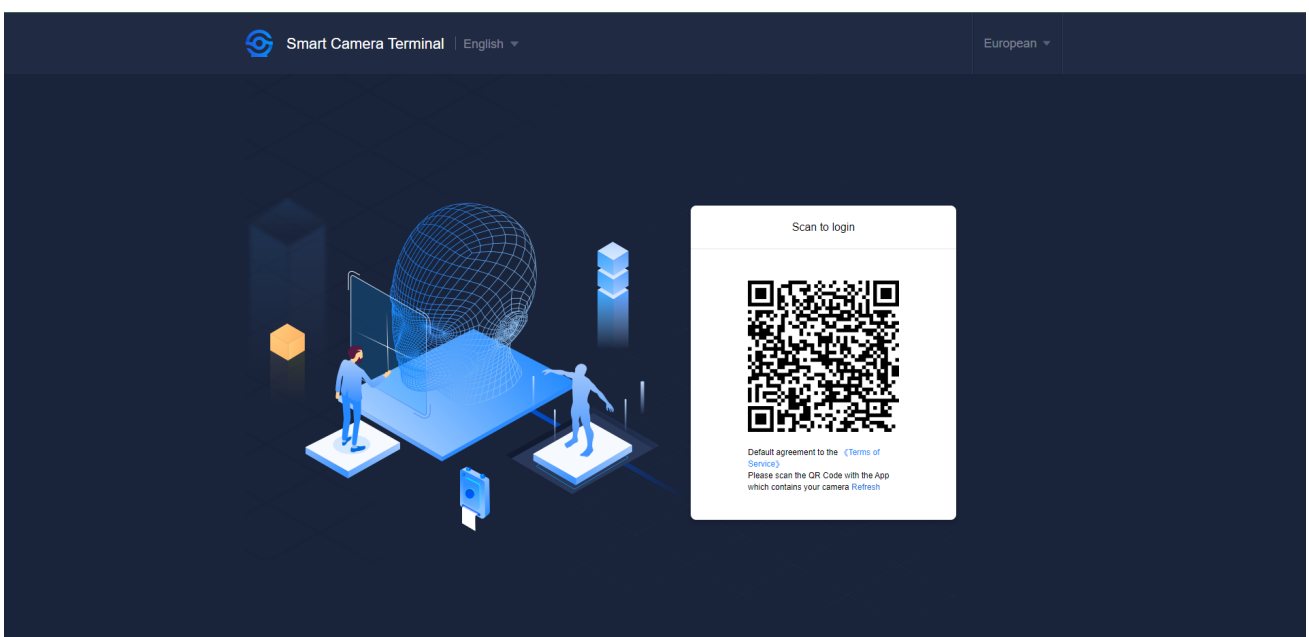 Smart Camera Terminal English
European
Scan to login
Default agreement to the 《Terms of
Service》
Please scan the QR Code with the App
which contains your camera Refresh